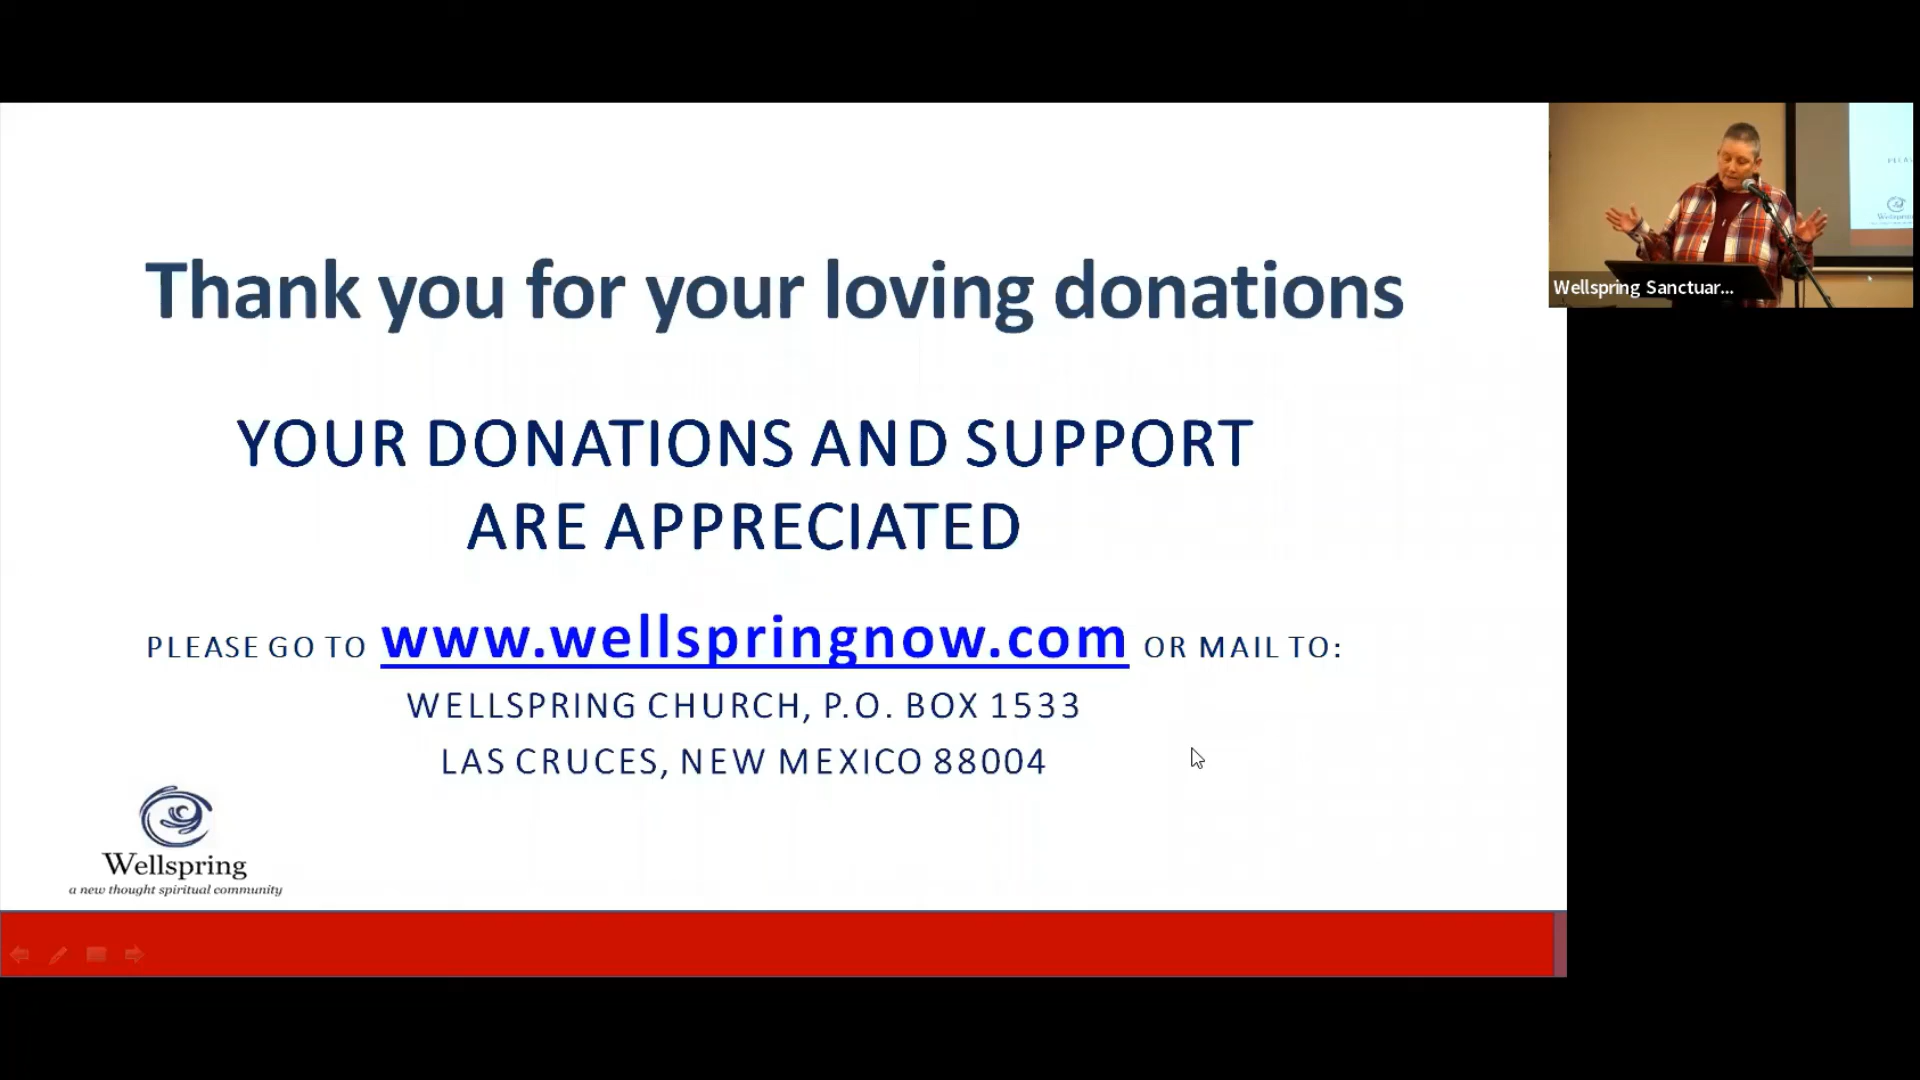 Thank you for your loving donations
YOUR DONATIONS AND SUPPORT
ARE APPRECIATED
PLEASE GO TO www.wellspringnow.com OR MAIL TO:
WELLSPRING CHURCH, P.O. BOX 1533
LAS CRUCES, NEW MEXICO 88004
Wellspring
a new thought spiritual community
Wellspring Sanctuar...